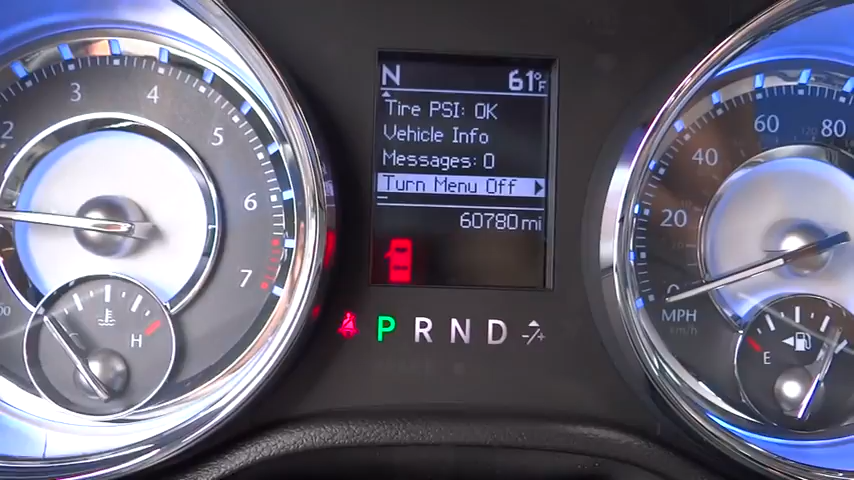 N 61°F
Tire PSI: OK
Vehicle Info
Messages: 0
Turn Menu Off
60780 mi
P R N D -/+
2 3 4 5 6 7
H
20 40 60 80
MPH
km/h
E